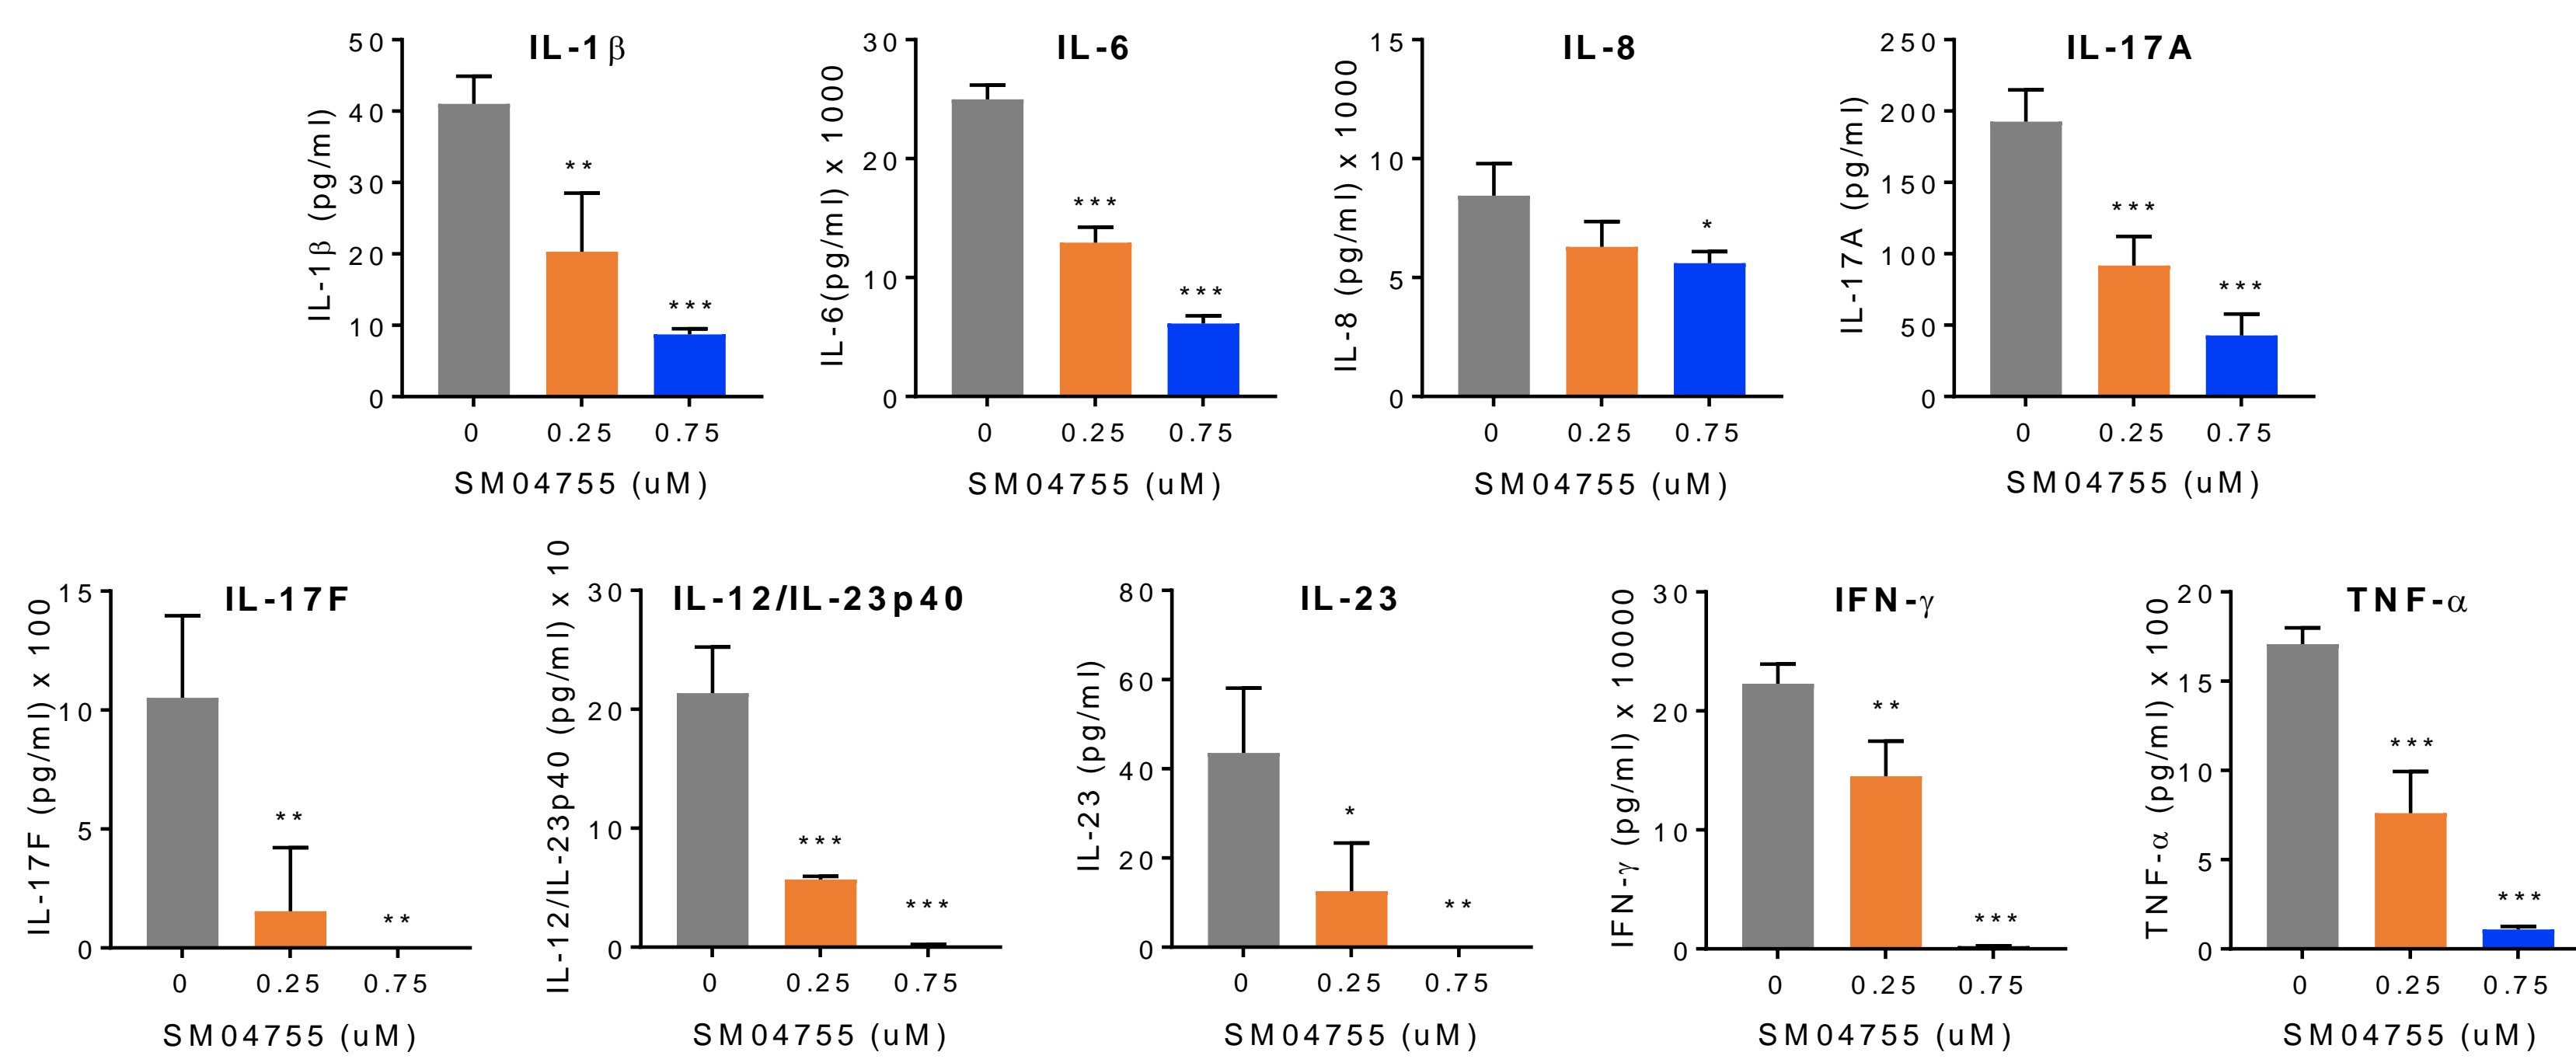 IL-1β
IL-1β (pg/ml)
50
40
30
20
10
0
**
***
0 0.25 0.75
SM04755 (uM)
IL-6
IL-6(pg/ml) x 1000
30
20
10
0
***
***
0 0.25 0.75
SM04755 (uM)
IL-8
IL-8 (pg/ml) x 1000
15
10
5
0
*
0 0.25 0.75
SM04755 (uM)
IL-17A
IL-17A (pg/ml)
250
200
150
100
50
0
***
***
0 0.25 0.75
SM04755 (uM)
IL-17F
IL-17F (pg/ml) x 100
15
10
5
0
**
**
0 0.25 0.75
SM04755 (uM)
IL-12/IL-23p40
IL-12/IL-23p40 (pg/ml) x 10
30
20
10
0
***
***
0 0.25 0.75
SM04755 (uM)
IL-23
IL-23 (pg/ml)
80
60
40
20
0
*
**
0 0.25 0.75
SM04755 (uM)
IFN-γ
IFN-γ (pg/ml) x 10000
30
20
10
0
**
***
0 0.25 0.75
SM04755 (uM)
TNF-α
TNF-α (pg/ml) x 100
20
15
10
5
0
***
***
0 0.25 0.75
SM04755 (uM)